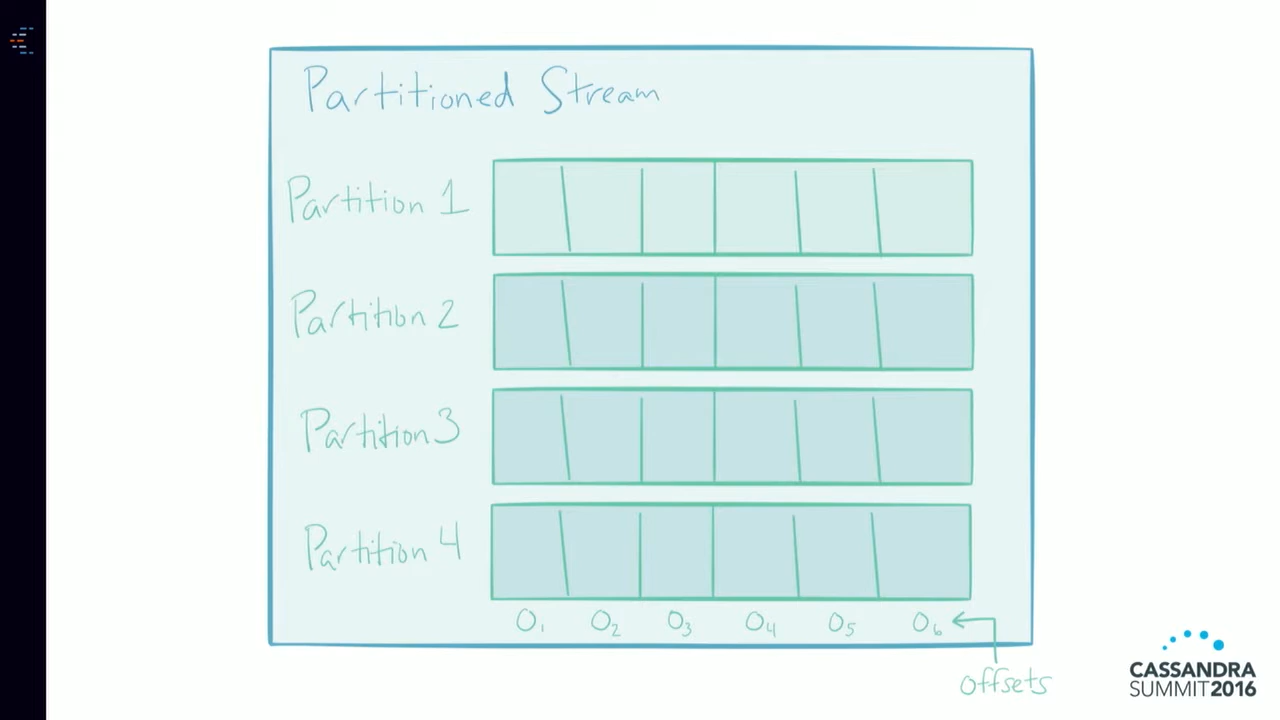 Partitioned Stream
Partition 1
Partition 2
Partition 3
Partition 4
O1 O2 O3 O4 O5 O6
offsets
CASSANDRA
SUMMIT2016